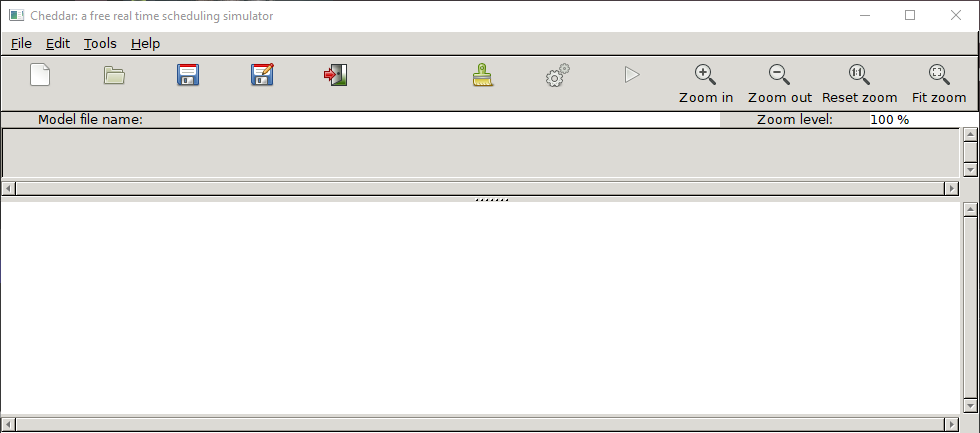 Cheddar: a free real time scheduling simulator
File Edit Tools Help
Zoom in Zoom out Reset zoom Fit zoom
Model file name: Zoom level: 100 %